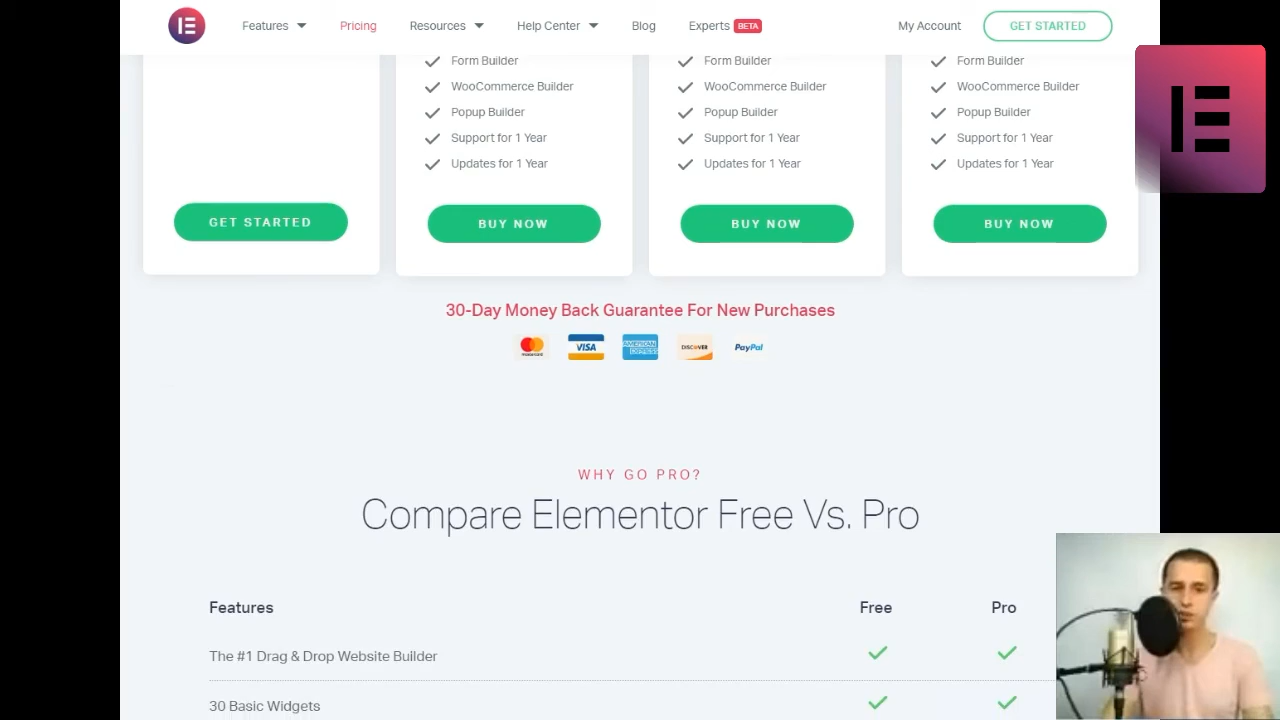 Features Pricing Resources Help Center Blog Experts BETA My Account GET STARTED
Form Builder Form Builder Form Builder
WooCommerce Builder WooCommerce Builder WooCommerce Builder
Popup Builder Popup Builder Popup Builder
Support for 1 Year Support for 1 Year Support for 1 Year
Updates for 1 Year Updates for 1 Year Updates for 1 Year
GET STARTED BUY NOW BUY NOW BUY NOW
30-Day Money Back Guarantee For New Purchases
mastercard VISA AMERICAN EXPRESS DISCOVER PayPal
WHY GO PRO?
Compare Elementor Free Vs. Pro
Features Free Pro
The #1 Drag & Drop Website Builder
30 Basic Widgets